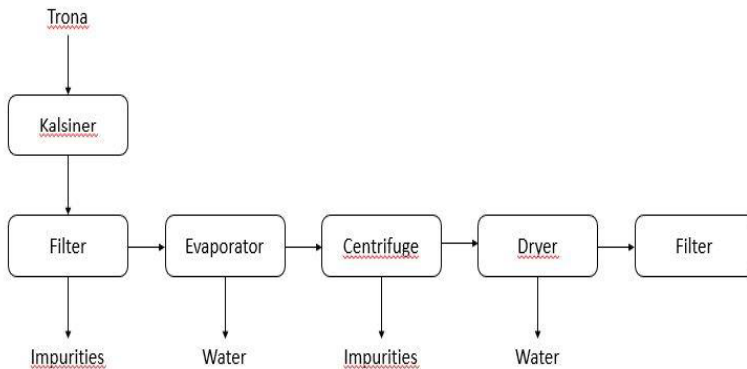 Trona
Kalsiner
Filter
Evaporator
Centrifuge
Dryer
Filter
Impurities
Water
Impurities
Water